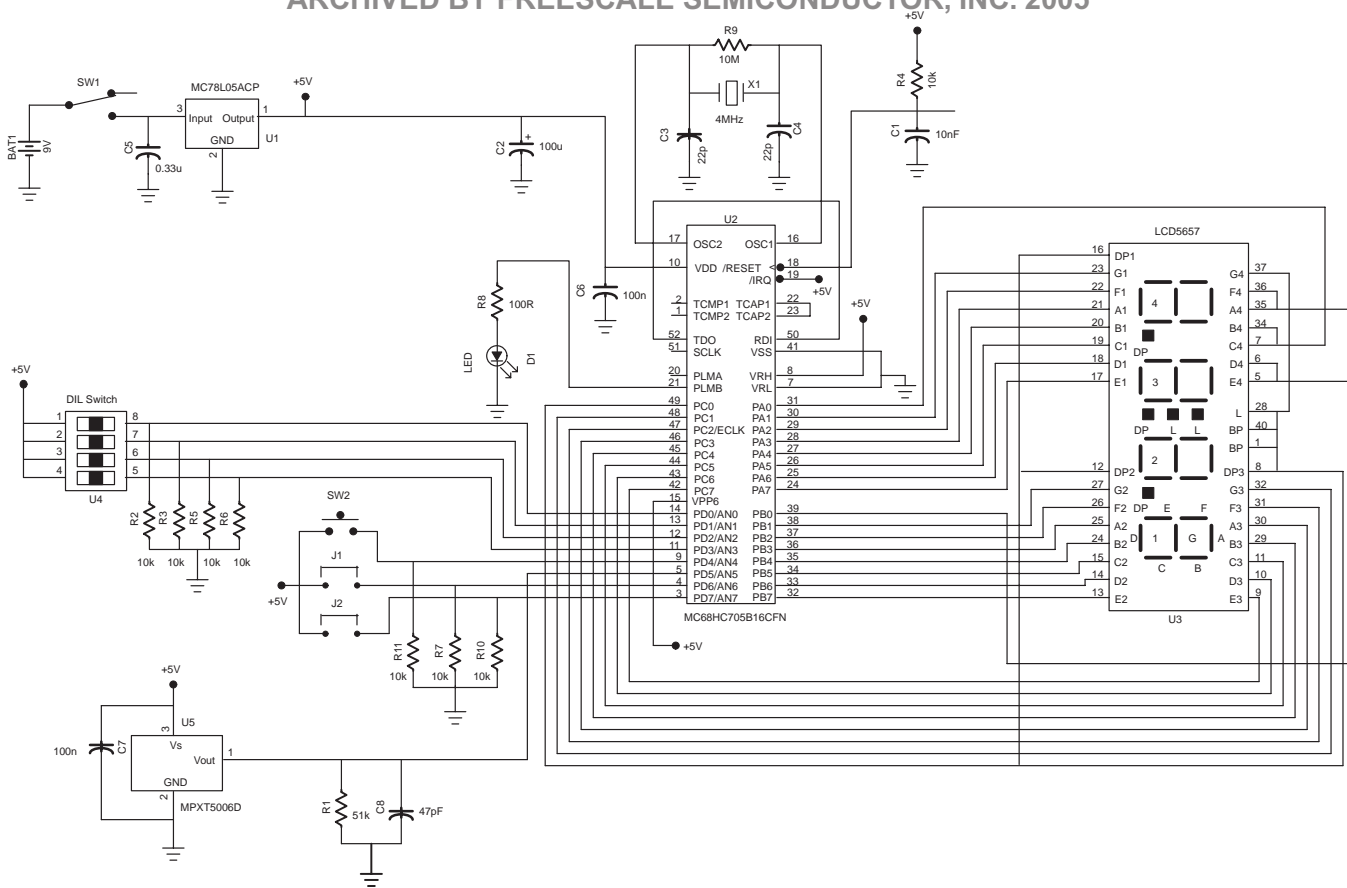 ARCHIVED BY FREESCALE SEMICONDUCTOR, INC. 2005
SW1
BAT1
9V
C5
0.33u
MC78L05ACP
3 Input Output 1
GND
2
U1
+5V
C2
+
100u
R9
10M
X1
4MHz
C3
22p
C4
22p
+5V
R4
10k
C1
10nF
R8
100R
LED
D1
C6
100n
U2
17 OSC2 OSC1 16
10 VDD /RESET 18
/IRQ 19
+5V
2 TCMP1 TCAP1 22
1 TCMP2 TCAP2 23
52 TDO RDI 50
51 SCLK VSS 41
20 PLMA VRH 8
21 PLMB VRL 7
49 PC0 PA0 31
48 PC1 PA1 30
47 PC2/ECLK PA2 29
46 PC3 PA3 28
45 PC4 PA4 27
44 PC5 PA5 26
43 PC6 PA6 25
42 PC7 PA7 24
15 VPP6
14 PD0/AN0 PB0 39
13 PD1/AN1 PB1 38
12 PD2/AN2 PB2 37
11 PD3/AN3 PB3 36
9 PD4/AN4 PB4 35
5 PD5/AN5 PB5 34
4 PD6/AN6 PB6 33
3 PD7/AN7 PB7 32
MC68HC705B16CFN
+5V
+5V
LCD5657
16 DP1
23 G1 G4 37
22 F1 F4 36
21 A1 A4 35
20 B1 B4 34
19 C1 C4 7
18 D1 D4 6
17 E1 E4 5
L 28
BP 40
BP 1
12 DP2 DP3 8
27 G2 G3 32
26 F2 F3 31
25 A2 A3 30
24 B2 B3 29
15 C2 C3 11
14 D2 D3 10
13 E2 E3 9
4
DP
3
DP L L
2
DP E F
D 1 G A
C B
U3
+5V
DIL Switch
1 8
2 7
3 6
4 5
U4
R2 R3 R5 R6
10k 10k 10k 10k
SW2
J1
J2
+5V
R11 R7 R10
10k 10k 10k
+5V
100n
C7
U5
3
Vs
Vout 1
GND
2
MPXT5006D
R1
51k
C8
47pF